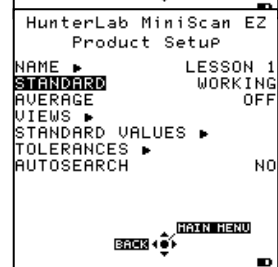 HunterLab MiniScan EZ
Product Setup
NAME ► LESSON 1
STANDARD WORKING
AVERAGE OFF
VIEWS ►
STANDARD VALUES ►
TOLERANCES ►
AUTOSEARCH NO
MAIN MENU
BACK